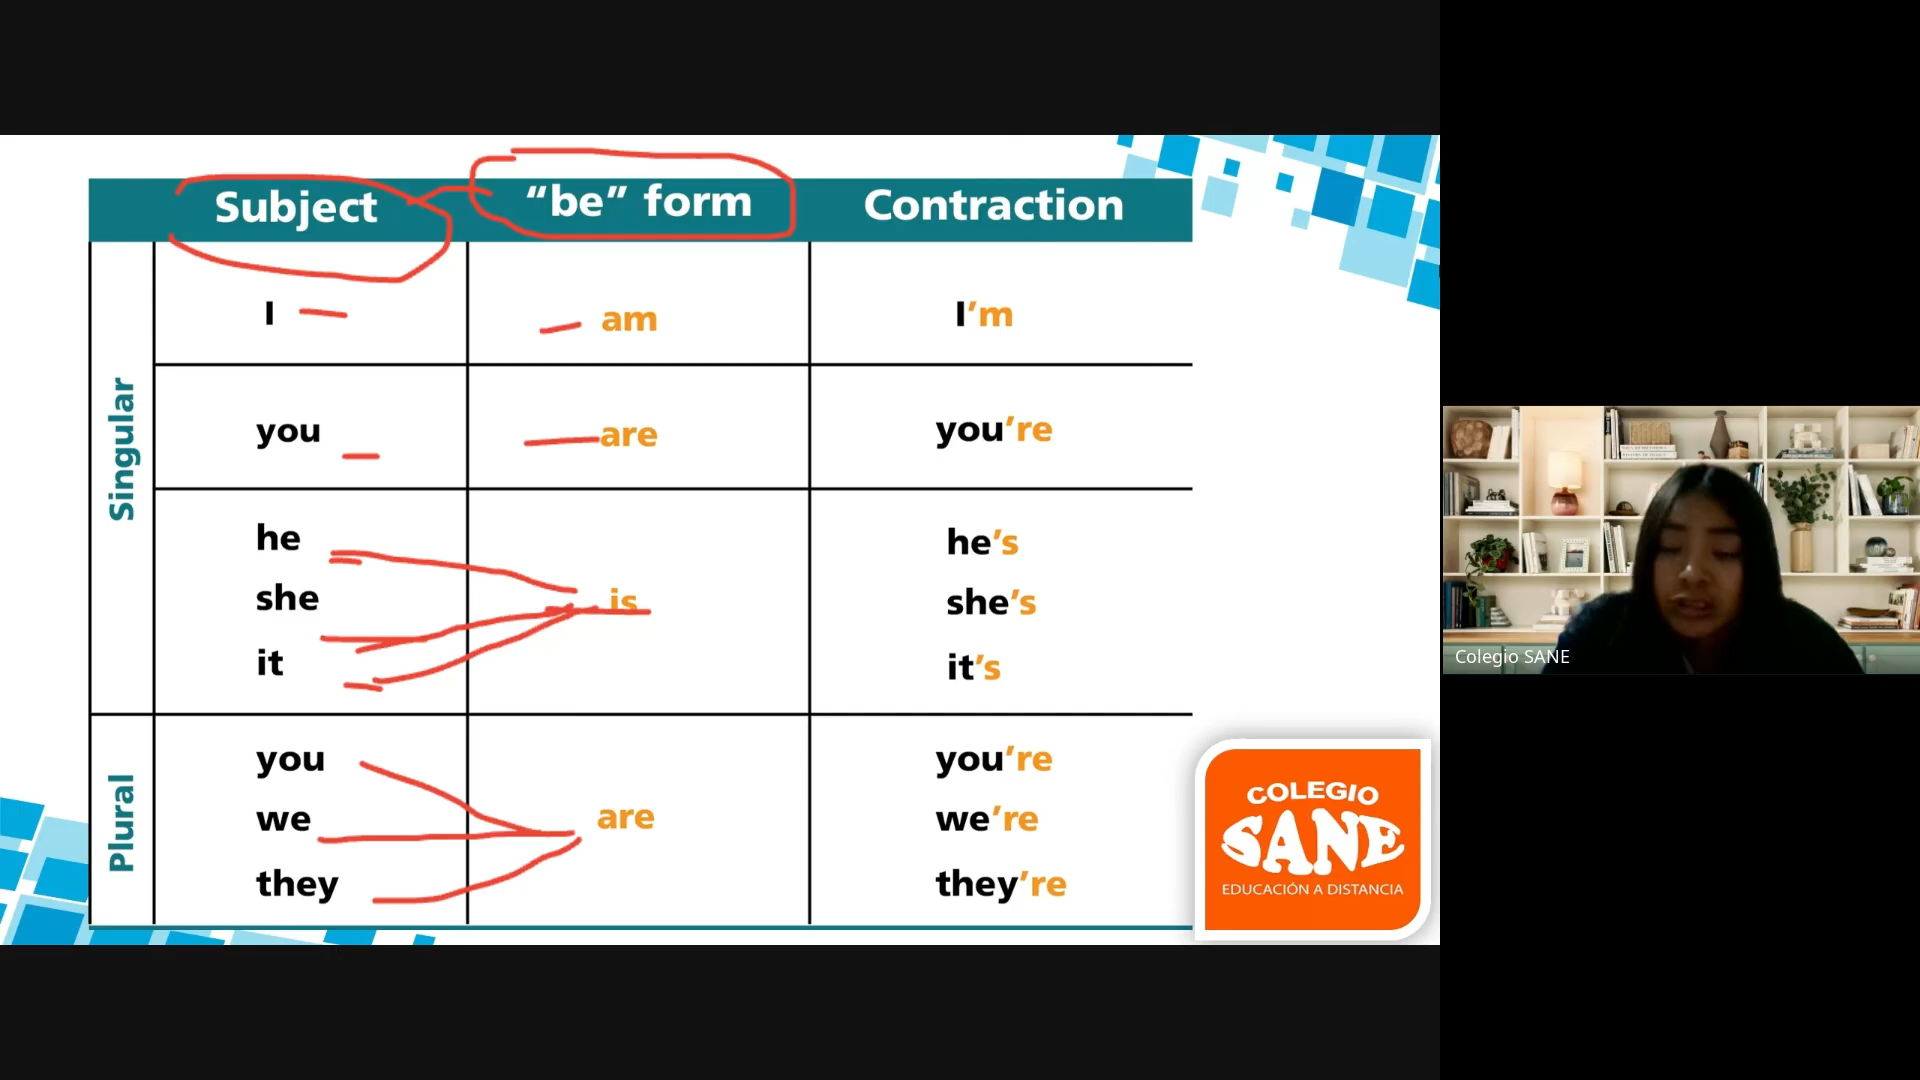 Subject “be” form Contraction
Singular
I am I’m
you are you’re
he he’s
she is she’s
it it’s
Plural
you you’re
we are we’re
they they’re
COLEGIO
SANE
EDUCACIÓN A DISTANCIA
Colegio SANE